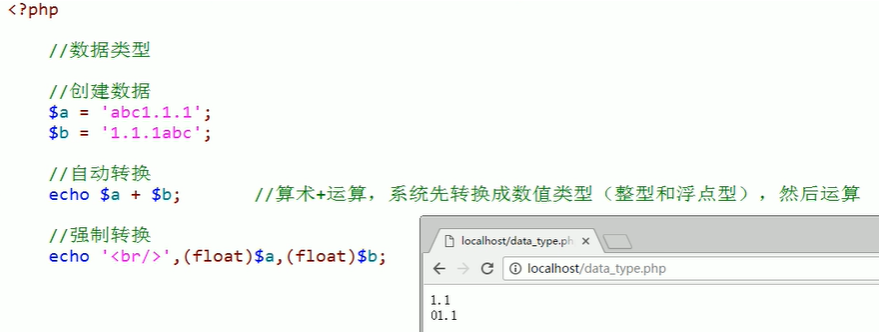 <?php
//数据类型
//创建数据
$a = 'abc1.1.1';
$b = '1.1.1abc';
//自动转换
echo $a + $b; //算术+运算，系统先转换成数值类型（整型和浮点型），然后运算
//强制转换
echo '<br/>',(float)$a,(float)$b;
localhost/data_type.ph
localhost/data_type.php
1.1
01.1